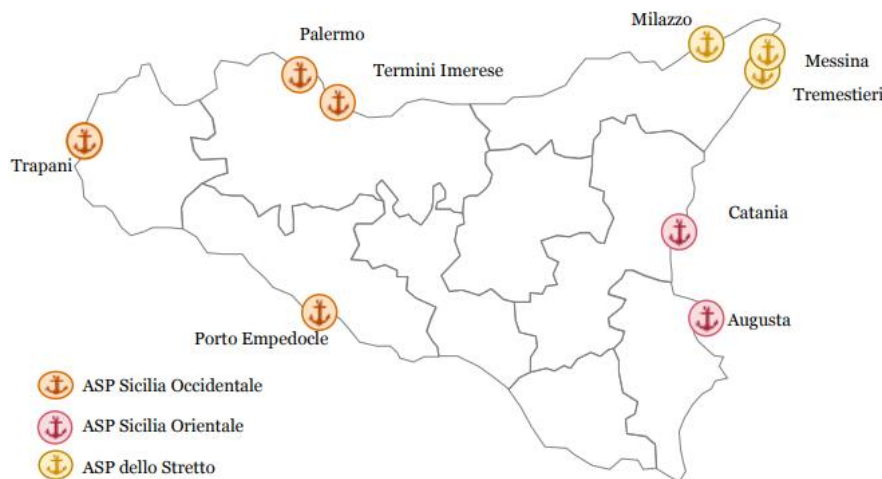 Milazzo
Palermo
Messina
Termini Imerese
Tremestieri
Trapani
Catania
Augusta
Porto Empedocle
ASP Sicilia Occidentale
ASP Sicilia Orientale
ASP dello Stretto